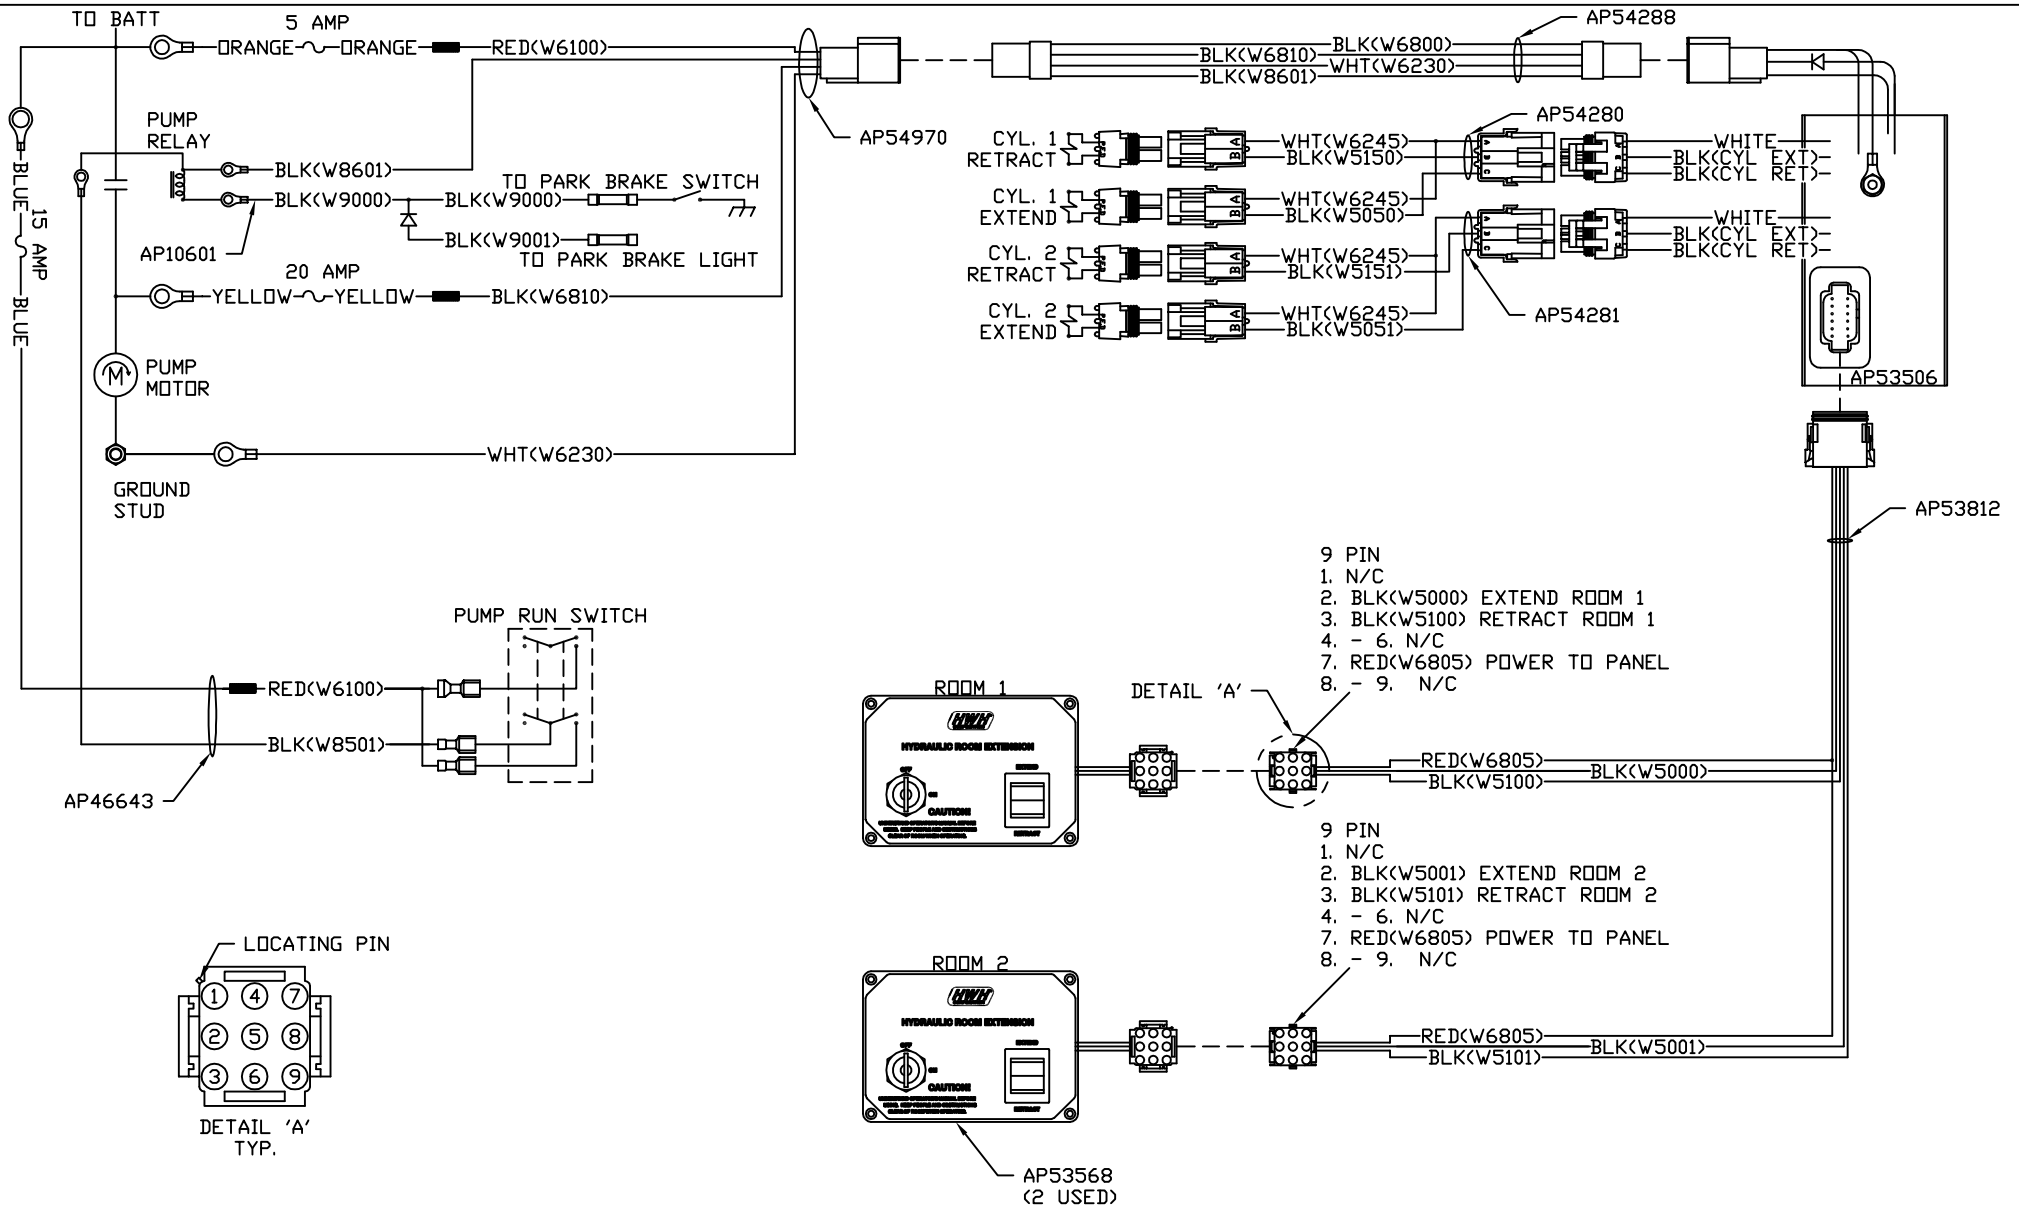 TO BATT
5 AMP
ORANGE
ORANGE
RED(W6100)
PUMP
RELAY
BLK(W8601)
BLK(W9000)
TO PARK BRAKE SWITCH
BLK(W9000)
BLK(W9001)
TO PARK BRAKE LIGHT
AP10601
BLUE
15 AMP
BLUE
20 AMP
YELLOW
YELLOW
BLK(W6810)
M
PUMP
MOTOR
WHT(W6230)
GROUND
STUD
AP54970
AP54288
BLK(W6800)
BLK(W6810)
WHT(W6230)
BLK(W8601)
AP54280
CYL. 1
RETRACT
A
B
WHT(W6245)
BLK(W5150)
A
B
C
WHITE
BLK(CYL EXT)
BLK(CYL RET)
CYL. 1
EXTEND
A
B
WHT(W6245)
BLK(W5050)
A
B
C
WHITE
BLK(CYL EXT)
BLK(CYL RET)
CYL. 2
RETRACT
A
B
WHT(W6245)
BLK(W5151)
CYL. 2
EXTEND
A
B
WHT(W6245)
BLK(W5051)
AP54281
AP53506
AP53812
PUMP RUN SWITCH
RED(W6100)
BLK(W8501)
AP46643
9 PIN
1. N/C
2. BLK(W5000) EXTEND ROOM 1
3. BLK(W5100) RETRACT ROOM 1
4. - 6. N/C
7. RED(W6805) POWER TO PANEL
8. - 9. N/C
DETAIL 'A'
ROOM 1
HWH
HYDRAULIC ROOM EXTENSION
OFF
ON
CAUTION!
EXTEND
RETRACT
RED(W6805)
BLK(W5000)
BLK(W5100)
9 PIN
1. N/C
2. BLK(W5001) EXTEND ROOM 2
3. BLK(W5101) RETRACT ROOM 2
4. - 6. N/C
7. RED(W6805) POWER TO PANEL
8. - 9. N/C
ROOM 2
HWH
HYDRAULIC ROOM EXTENSION
OFF
ON
CAUTION!
EXTEND
RETRACT
RED(W6805)
BLK(W5001)
BLK(W5101)
AP53568
(2 USED)
LOCATING PIN
1 4 7
2 5 8
3 6 9
DETAIL 'A'
TYP.